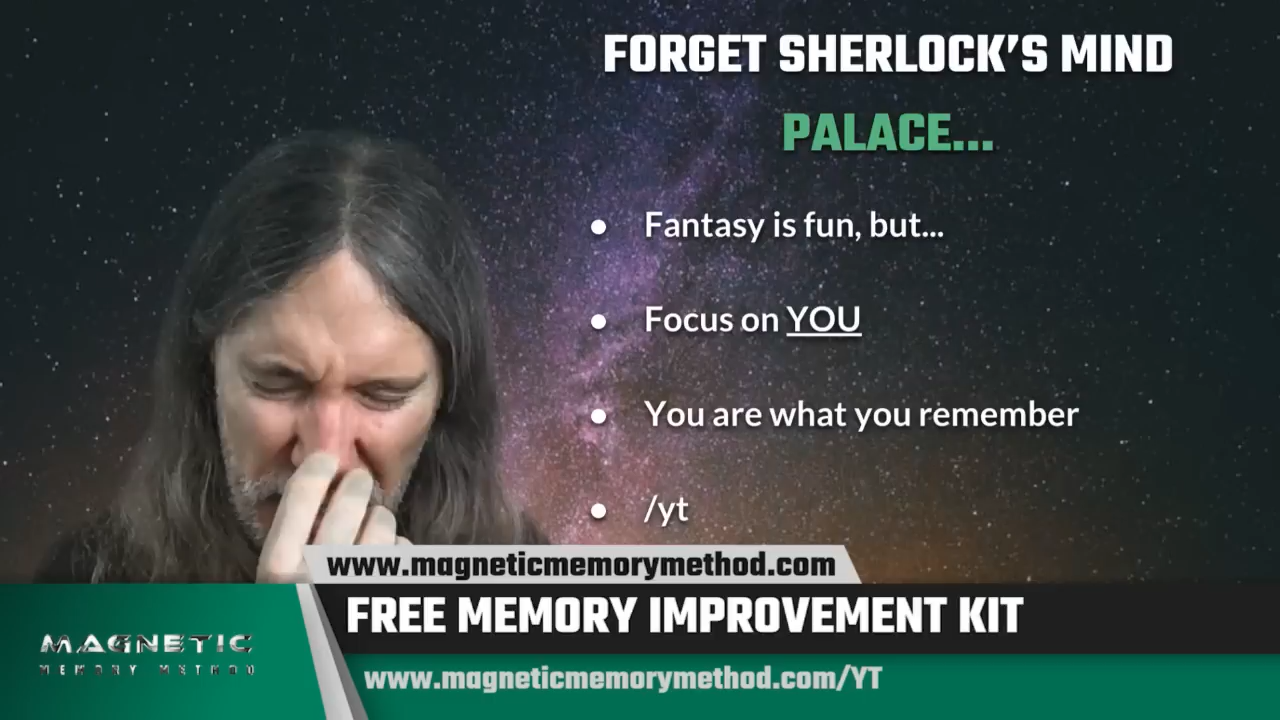 FORGET SHERLOCK’S MIND
PALACE...
• Fantasy is fun, but...
• Focus on YOU
• You are what you remember
• /yt
www.magneticmemorymethod.com
FREE MEMORY IMPROVEMENT KIT
MAGNETIC
MEMORY METHOD
www.magneticmemorymethod.com/YT